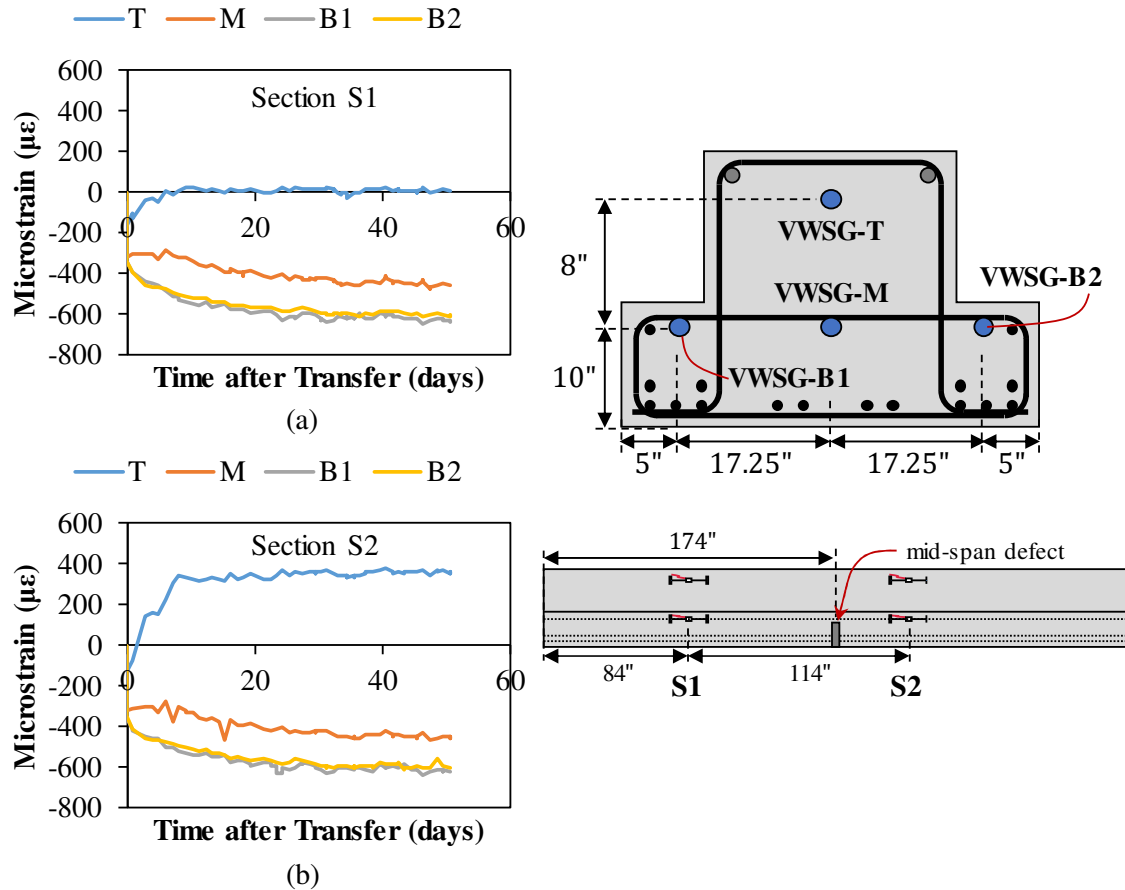 T M B1 B2
600
400
200
0
-200
-400
-600
-800
0 20 40 60
Section S1
Microstrain (µε)
Time after Transfer (days)
(a)
VWSG-T
8"
VWSG-M
VWSG-B2
10"
VWSG-B1
5" 17.25" 17.25" 5"
T M B1 B2
600
400
200
0
-200
-400
-600
-800
0 20 40 60
Section S2
Microstrain (µε)
Time after Transfer (days)
(b)
174"
mid-span defect
84" 114"
S1 S2